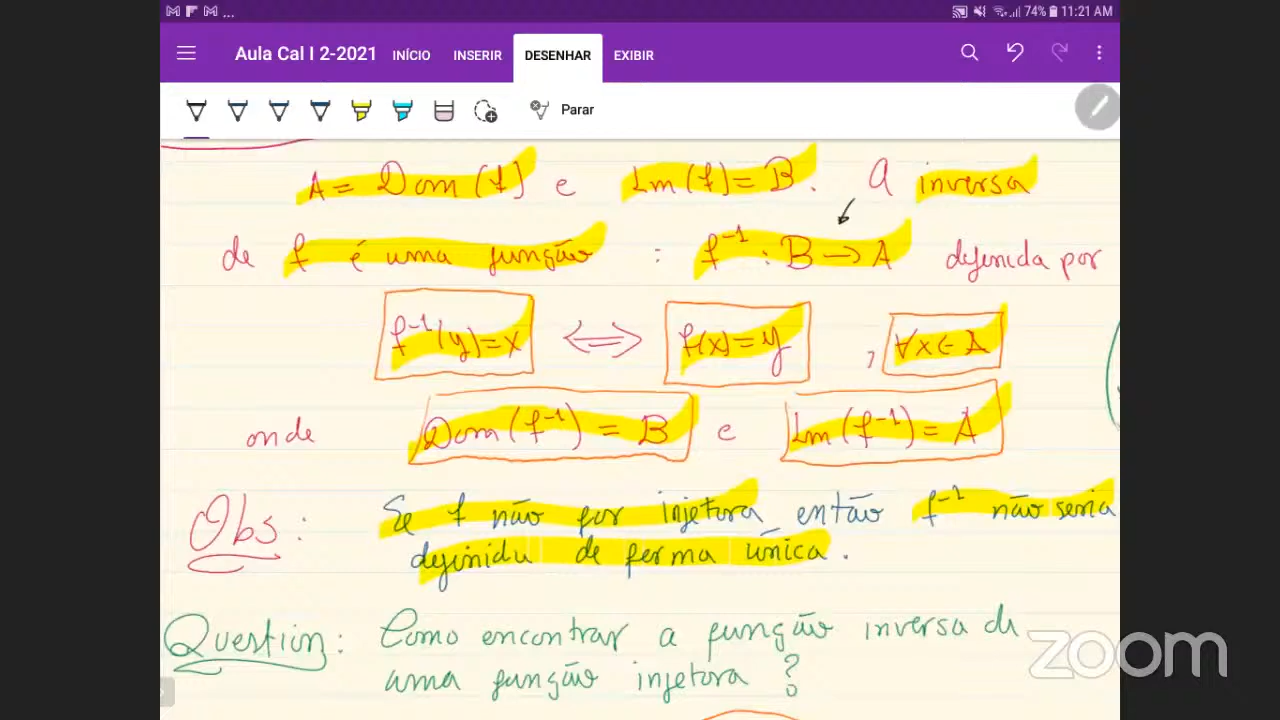 ... 74% 11:21 AM
Aula Cal I 2-2021 INÍCIO INSERIR DESENHAR EXIBIR
Parar
A = Dom (f) e Im (f) = B. A inversa
de f é uma função : f⁻¹ : B → A definida por
f⁻¹(y) = x ⟺ f(x) = y , ∀x ∈ A
onde Dom (f⁻¹) = B e Im (f⁻¹) = A
Obs : Se f não for injetora então f⁻¹ não seria
definida de forma única .
Question : Como encontrar a função inversa de
uma função injetora ?
zoom